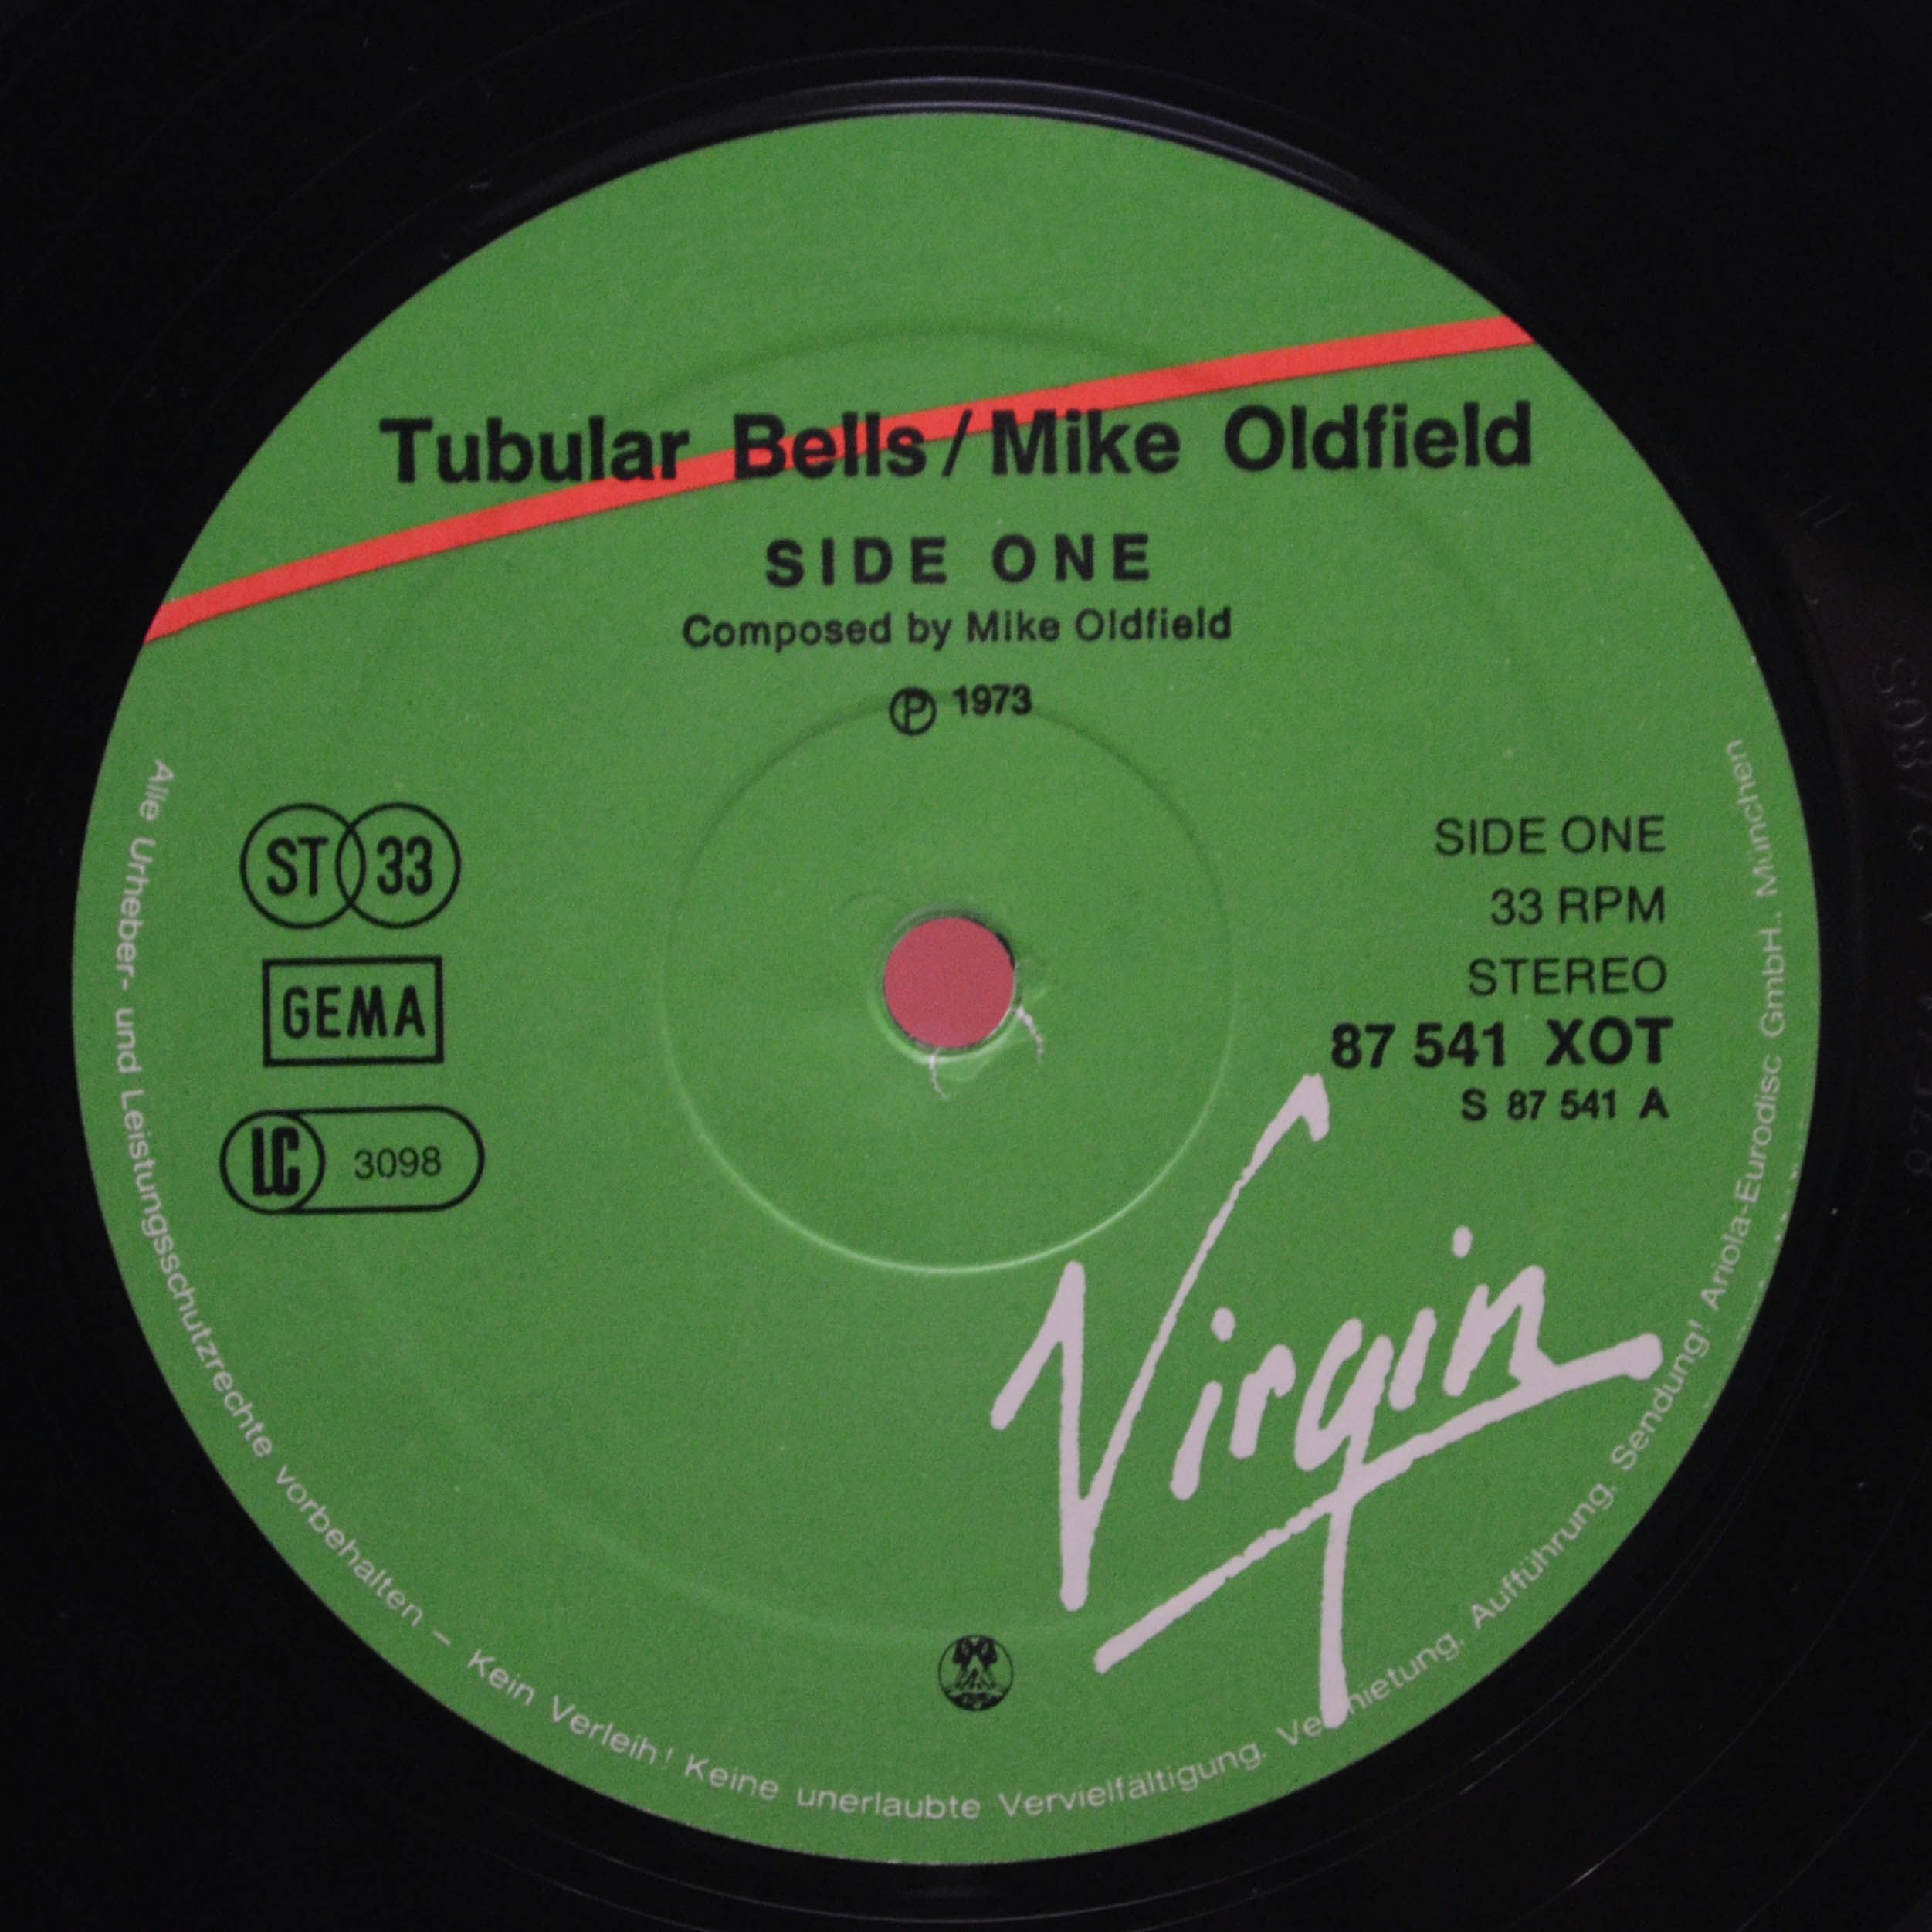 Tubular Bells / Mike Oldfield
SIDE ONE
Composed by Mike Oldfield
Ⓟ 1973
ST 33
GEMA
LC 3098
SIDE ONE
33 RPM
STEREO
87 541 XOT
S 87 541 A
Virgin
Alle Urheber- und Leistungsschutzrechte vorbehalten – Kein Verleih! Keine unerlaubte Vervielfältigung, Vermietung, Aufführung, Sendung! Ariola-Eurodisc GmbH, München